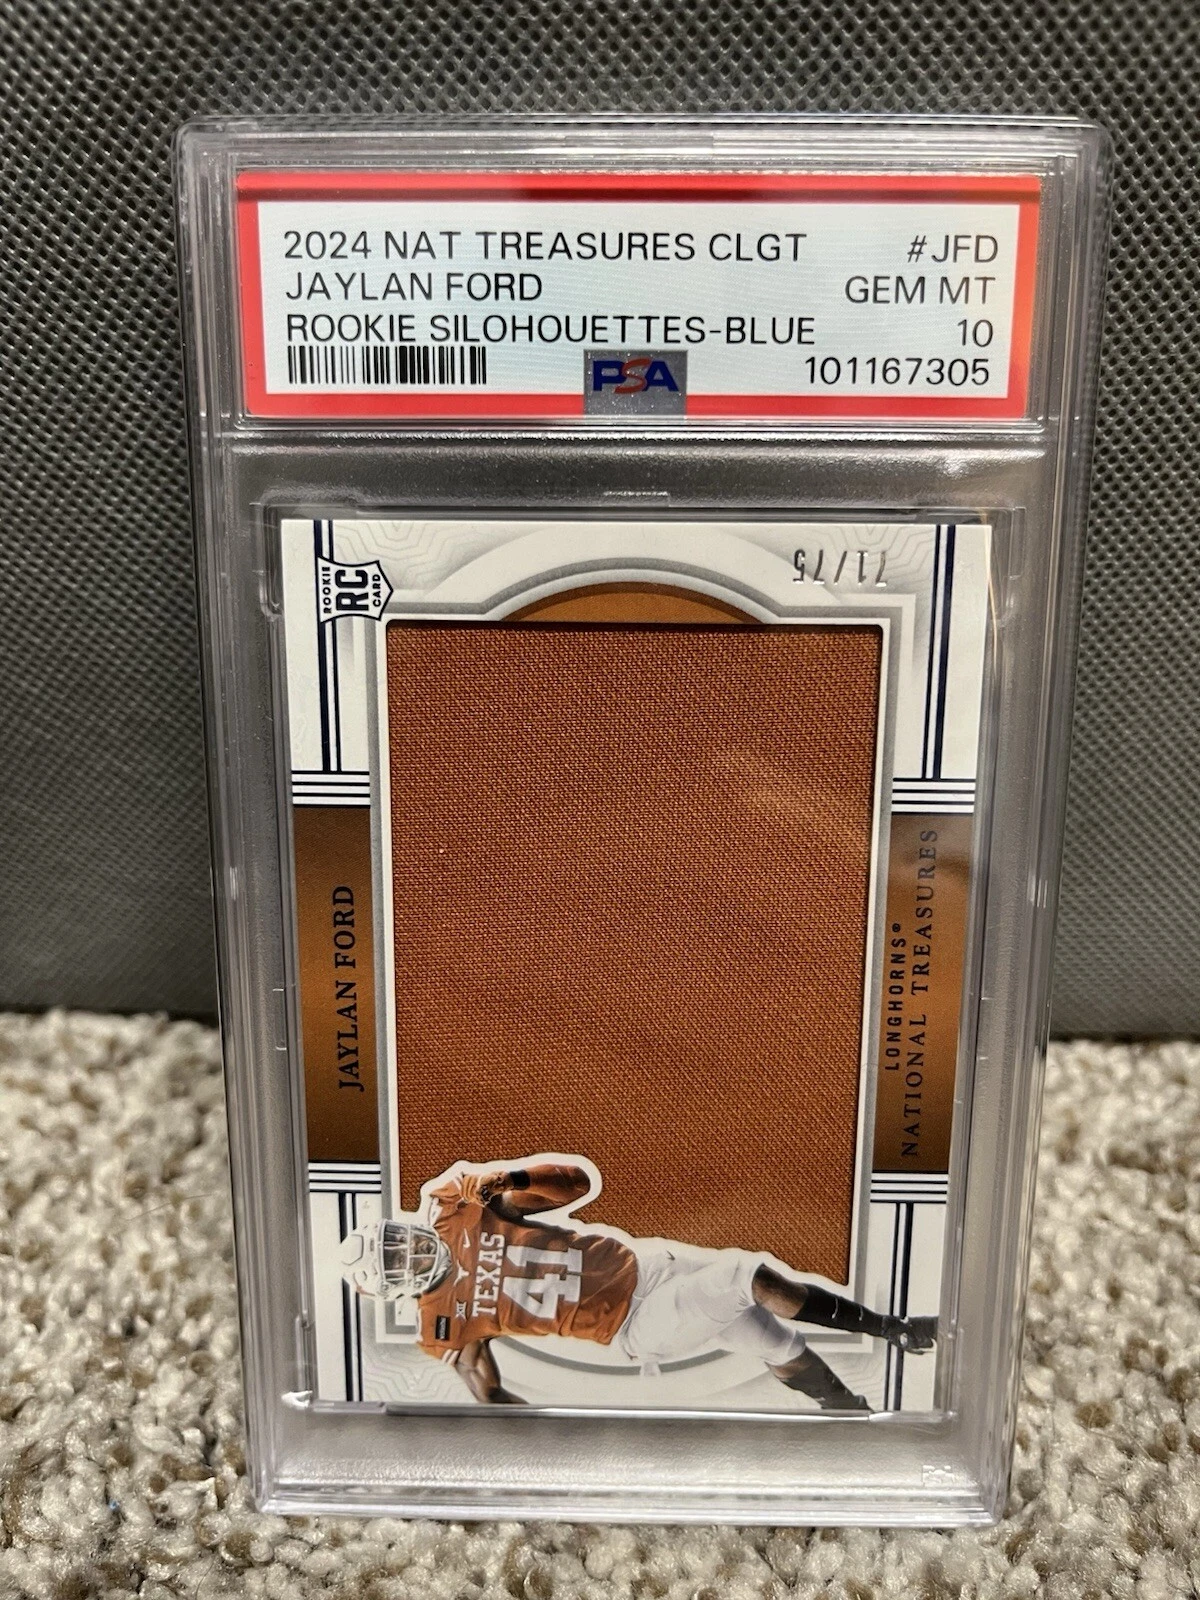 2024 NAT TREASURES CLGT #JFD
JAYLAN FORD GEM MT
ROOKIE SILOHOUETTES-BLUE 10
PSA 101167305
71/75
ROOKIE
RC
CARD
JAYLAN FORD
LONGHORNS®
NATIONAL TREASURES
TEXAS
41
XII